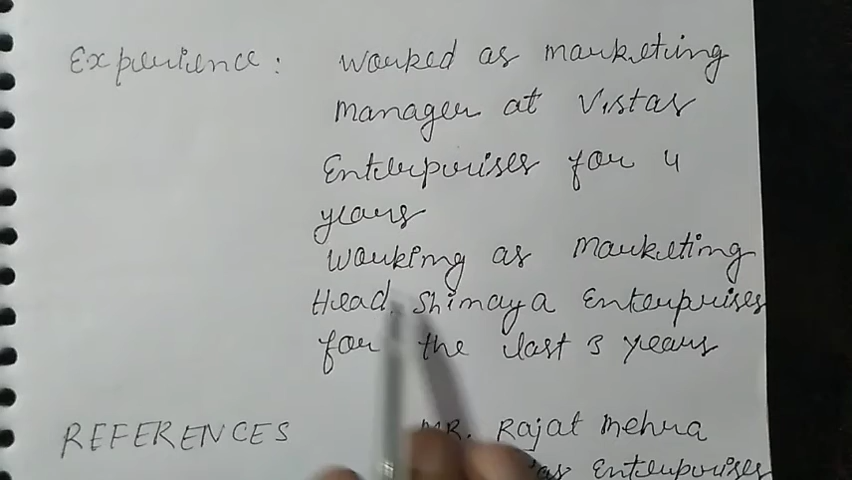 Experience: Worked as marketing
manager at Vistas
Enterprises for 4
years
Working as Marketing
Head, Shimaya Enterprises
for the last 3 years
REFERENCES MR. Rajat Mehra
Enterprises